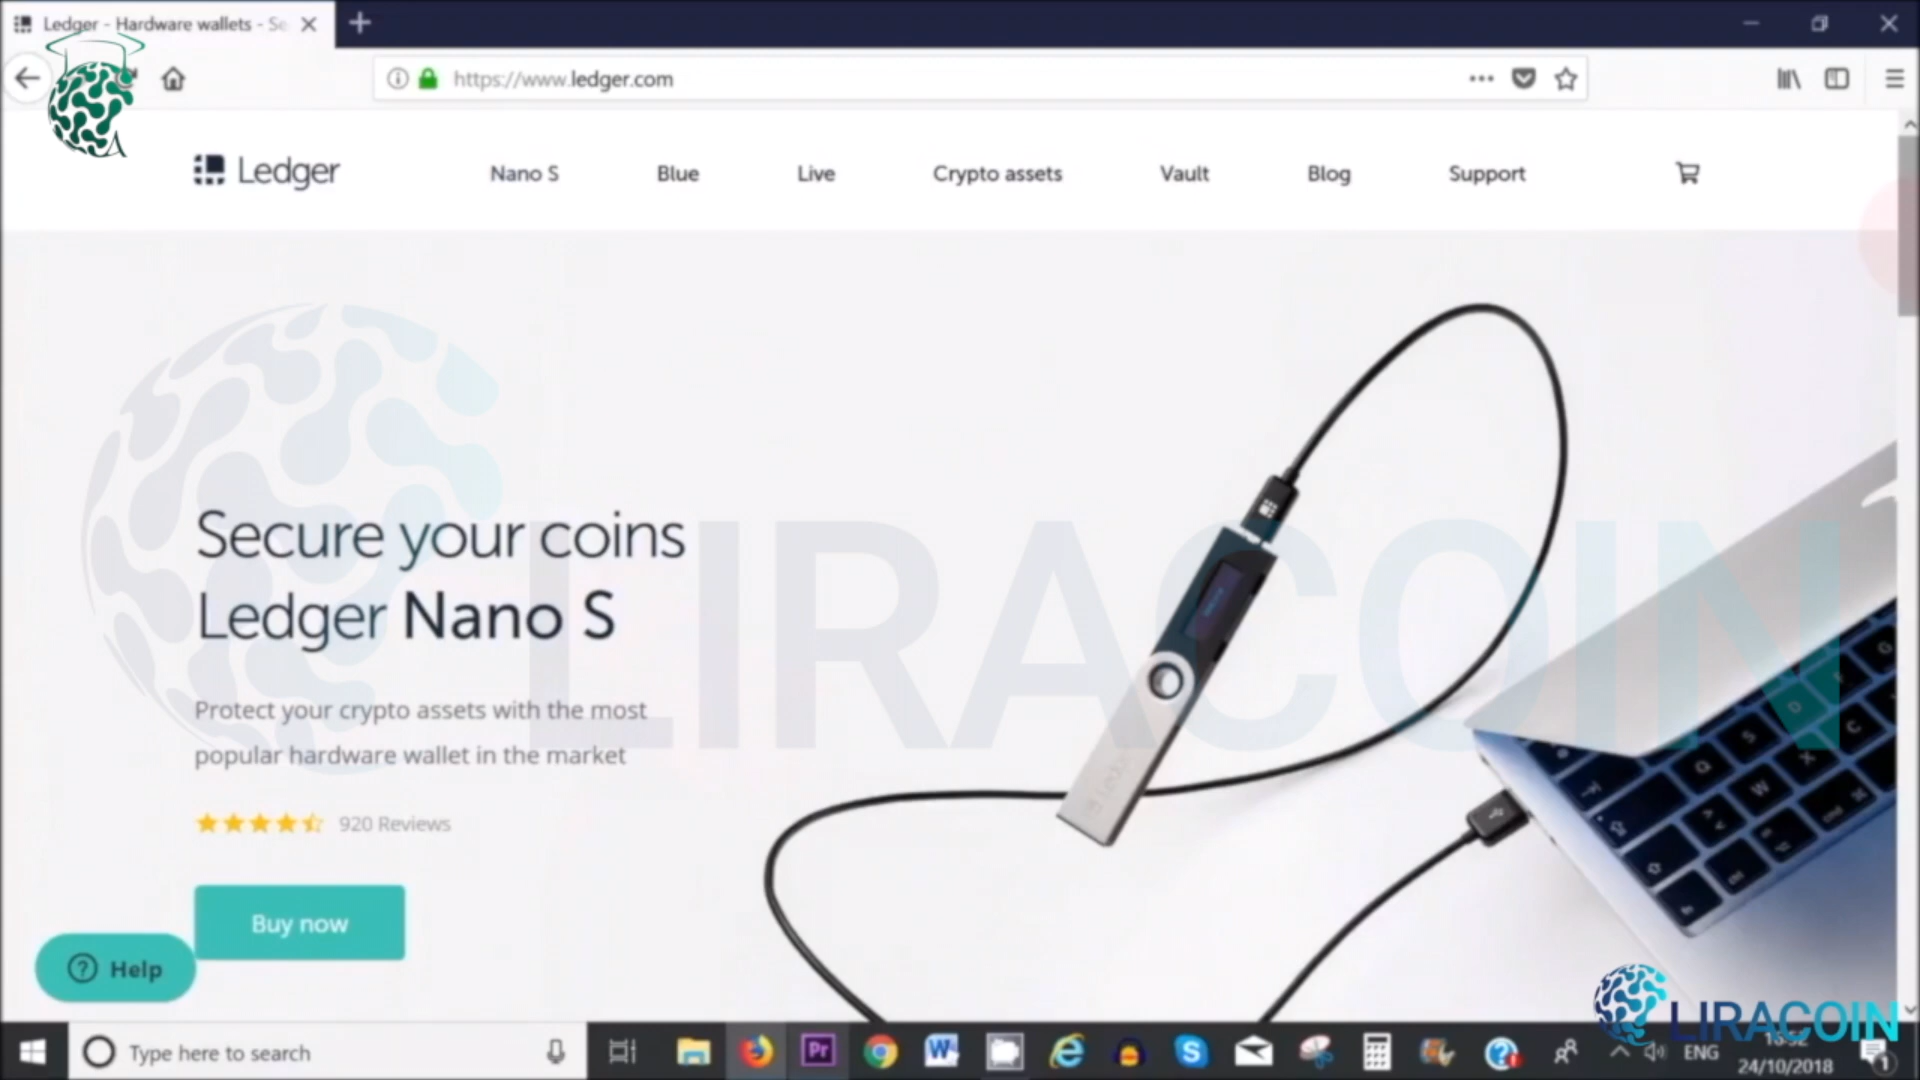 Ledger - Hardware wallets - Se
https://www.ledger.com
Ledger
Nano S
Blue
Live
Crypto assets
Vault
Blog
Support
Secure your coins
Ledger Nano S
LIRACOIN
Protect your crypto assets with the most
popular hardware wallet in the market
920 Reviews
Buy now
Help
LIRACOIN
Type here to search
Pr
ENG
24/10/2018
1